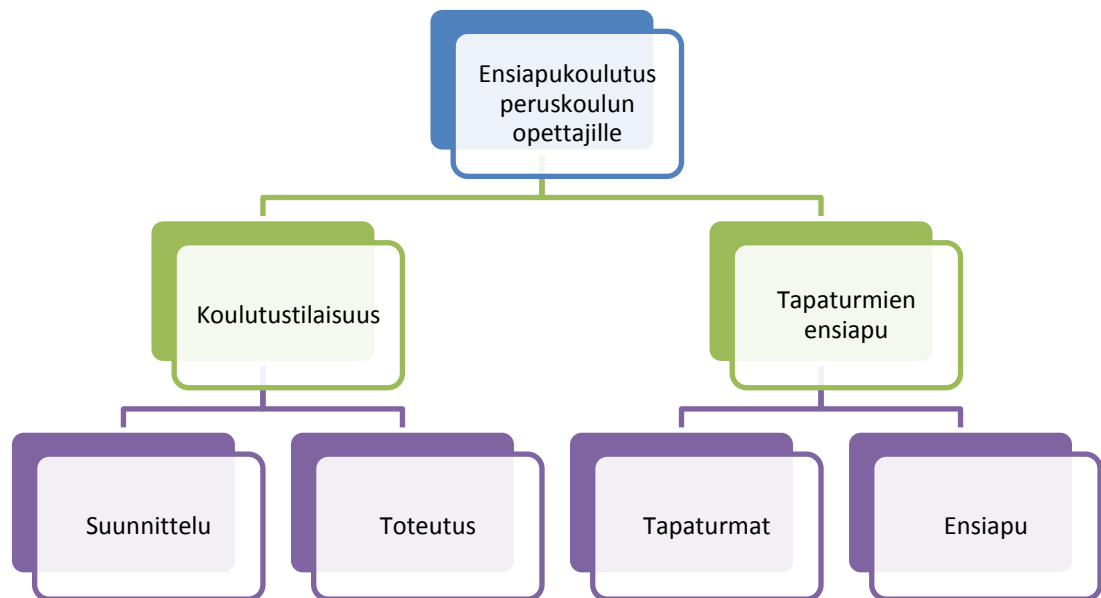 Ensiapukoulutus
peruskoulun
opettajille
Koulutustilaisuus
Tapaturmien
ensiapu
Suunnittelu
Toteutus
Tapaturmat
Ensiapu